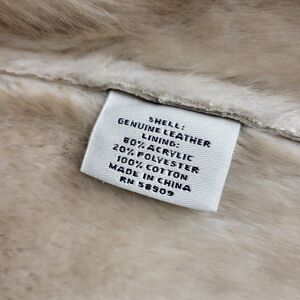 SHELL:
GENUINE LEATHER
LINING:
80% ACRYLIC
20% POLYESTER
100% COTTON
MADE IN CHINA
RN 58909